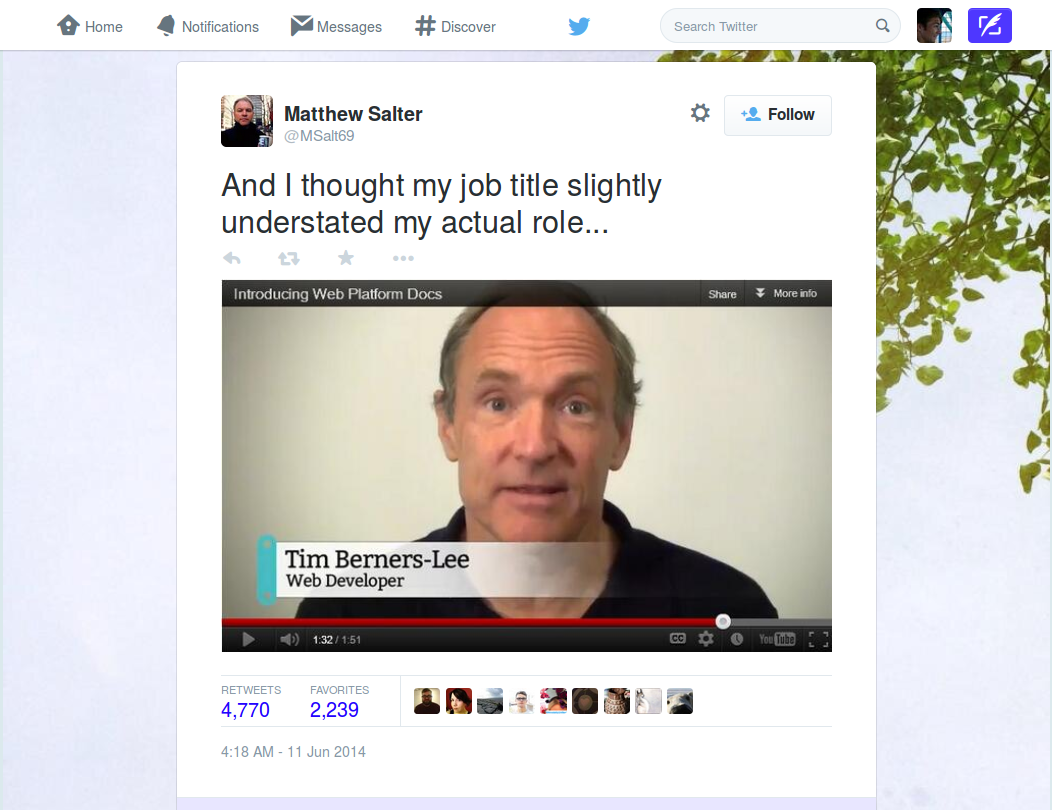 Home Notifications Messages Discover Search Twitter
Matthew Salter
@MSalt69
Follow
And I thought my job title slightly
understated my actual role...
Introducing Web Platform Docs Share More info
Tim Berners-Lee
Web Developer
1:32 / 1:51 CC YouTube
RETWEETS FAVORITES
4,770 2,239
4:18 AM - 11 Jun 2014